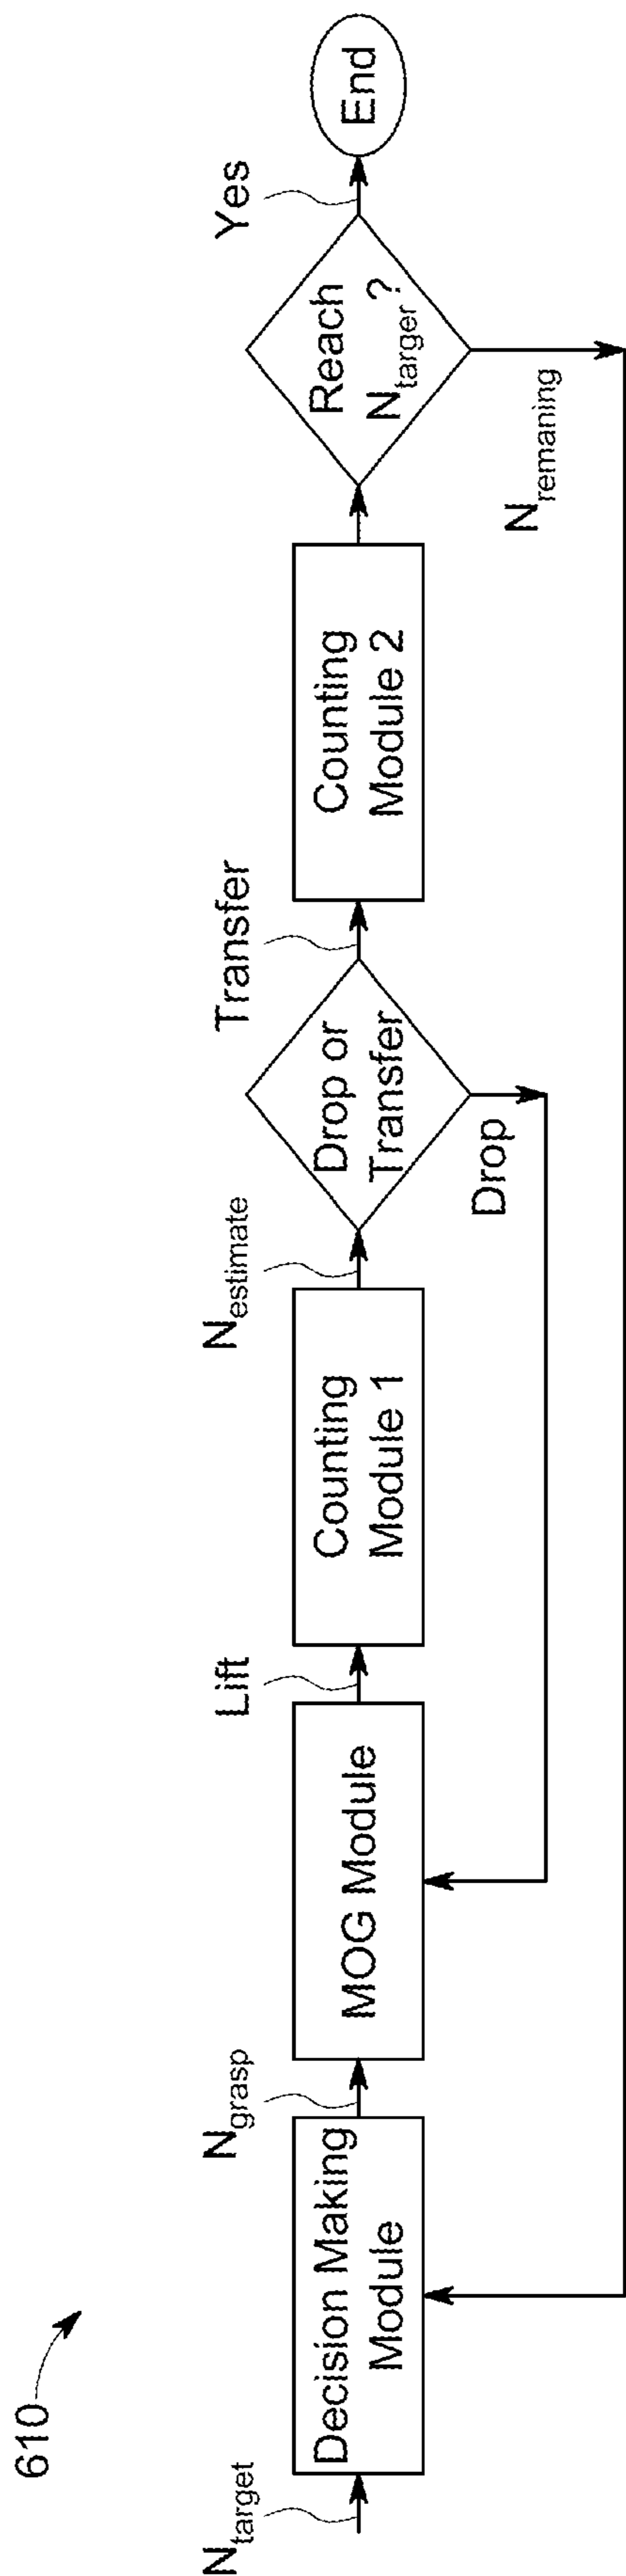 610
N_target
Decision Making
Module
N_grasp
MOG Module
Lift
Counting
Module 1
N_estimate
Drop or
Transfer
Drop
Transfer
Counting
Module 2
Reach
N_targer?
N_remaning
Yes
End